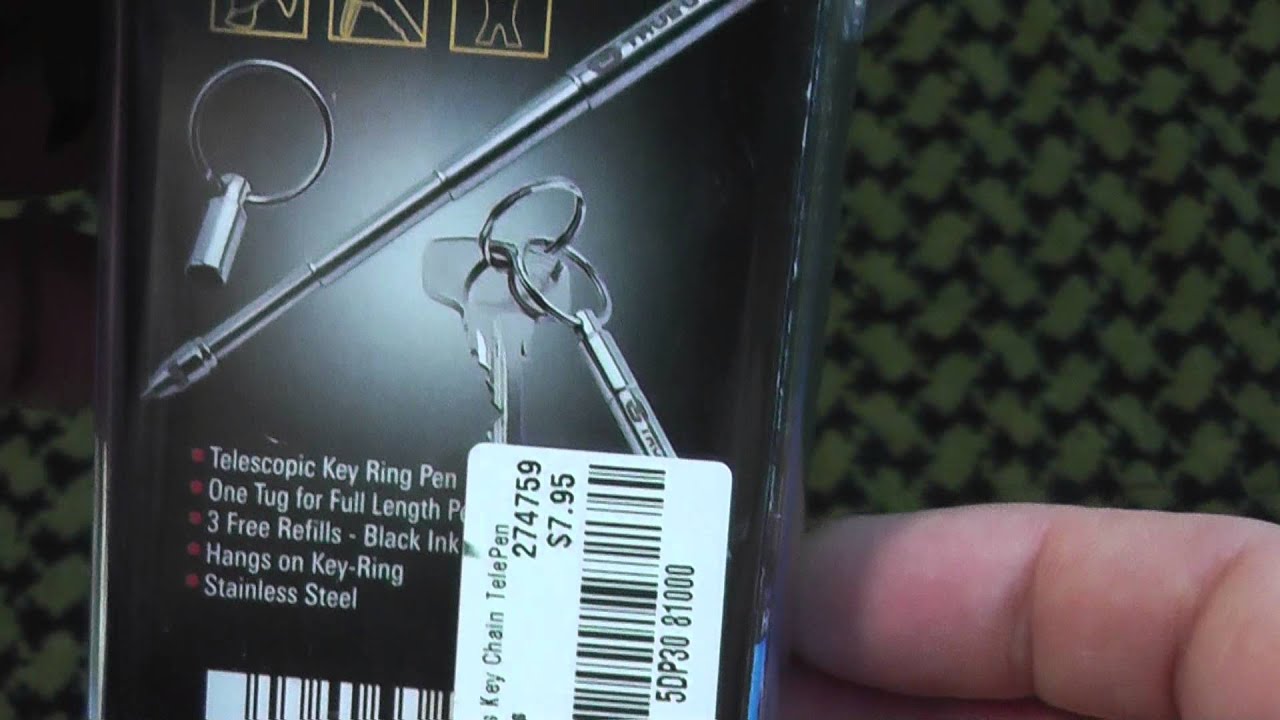 Telescopic Key Ring Pen
One Tug for Full Length
3 Free Refills - Black Ink
Hangs on Key-Ring
Stainless Steel
Key Chain TelePen
274759
$7.95
5DP30 81000